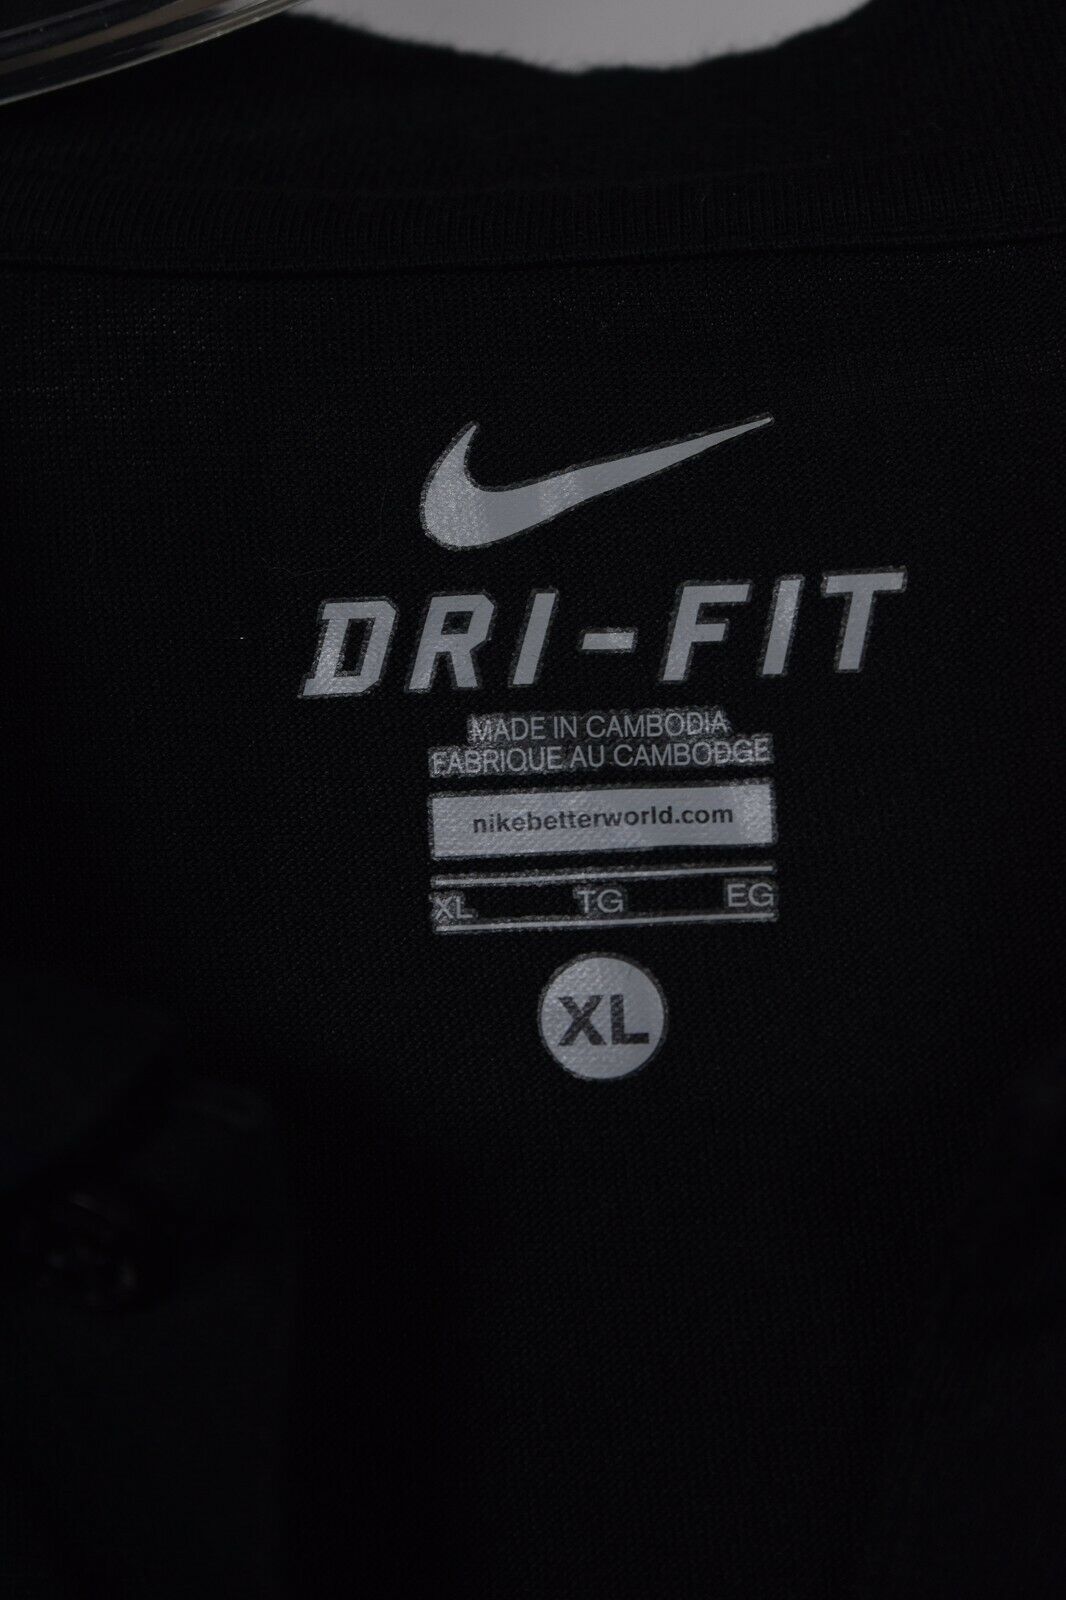 DRI-FIT
MADE IN CAMBODIA
FABRIQUE AU CAMBODGE
nikebetterworld.com
XL TG EG
XL